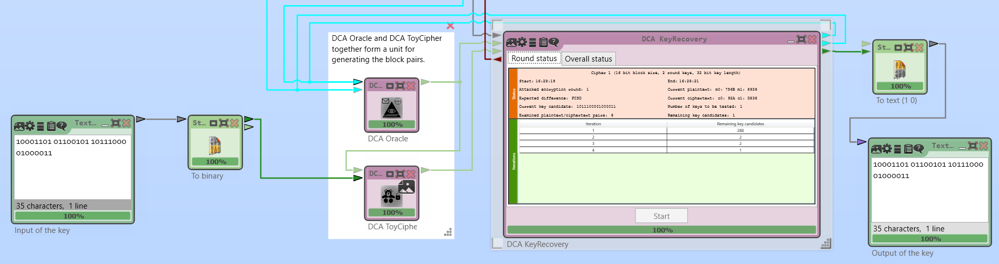 DCA Oracle and DCA ToyCipher
together form a unit for
generating the block pairs.
DC...
100%
DCA Oracle
DC...
100%
DCA ToyCiphe
Text...
10001101 01100101 10111000
01000011
35 characters, 1 line
100%
Input of the key
St...
100%
To binary
DCA KeyRecovery
Round status
Overall status
Status
Cipher 1 (16 bit block size, 2 round keys, 32 bit key length)
Start: 16:28:19
End: 16:28:21
Attacked encryption round: 1
Current plaintext: m0: 756B m1: 8936
Expected difference: FC5D
Current ciphertext: c0: 92A c1: D836
Current key candidate: 1011100001000011
Number of keys to be tested: 1
Examined plaintext/ciphertext pairs: 8
Remaining key candidates: 1
Iterations
Iteration
Remaining key candidates
1
288
2
2
3
2
4
1
Start
100%
DCA KeyRecovery
St...
100%
To text (1 0)
Text...
10001101 01100101 10111000
01000011
35 characters, 1 line
100%
Output of the key